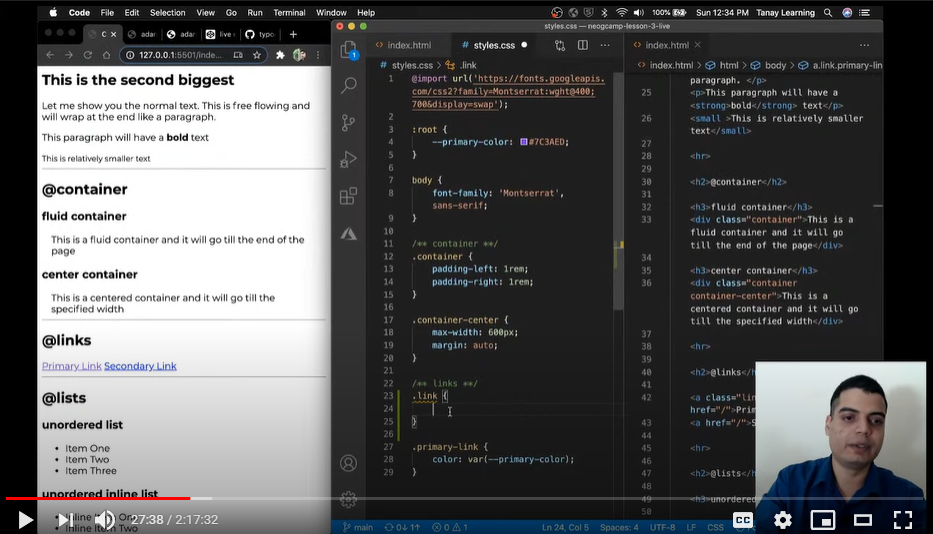 Code File Edit Selection View Go Run Terminal Window Help
100% Sun 12:34 PM Tanay Learning
styles.css — neogcamp-lesson-3-live
C × adar adar live typo
127.0.0.1:5501/inde...
This is the second biggest
Let me show you the normal text. This is free flowing and
will wrap at the end like a paragraph.
This paragraph will have a bold text
This is relatively smaller text
@container
fluid container
This is a fluid container and it will go till the end of the
page
center container
This is a centered container and it will go till the
specified width
@links
Primary Link Secondary Link
@lists
unordered list
Item One
Item Two
Item Three
unordered inline list
Inline Item Two
1
index.html
# styles.css
# styles.css > .link
1 @import url('https://fonts.googleapis.
com/css2?family=Montserrat:wght@400;
700&display=swap');
2
3 :root {
4 --primary-color: #7C3AED;
5 }
6
7 body {
8 font-family: 'Montserrat',
sans-serif;
9 }
10
11 /** container **/
12 .container {
13 padding-left: 1rem;
14 padding-right: 1rem;
15 }
16
17 .container-center {
18 max-width: 600px;
19 margin: auto;
20 }
21
22 /** links **/
23 .link {
24
25 }
26
27 .primary-link {
28 color: var(--primary-color);
29 }
index.html ×
index.html > html > body > a.link.primary-lin
paragraph. </p>
25 <p>This paragraph will have a
<strong>bold</strong> text</p>
26 <small >This is relatively smaller
text</small>
27
28 <hr>
29
30 <h2>@container</h2>
31
32 <h3>fluid container</h3>
33 <div class="container">This is a
fluid container and it will go
till the end of the page</div>
34
35 <h3>center container</h3>
36 <div class="container
container-center">This is a
centered container and it will go
till the specified width</div>
37
38 <hr>
39
40 <h2>@links</h
41
42 <a class="lin
href="/">Pri
43 <a href="/">S
44
45 <hr>
46
47 <h2>@lists</h
48
49 <h3>unordered
50
main 0↓ 1↑ 0 1 Ln 24, Col 5 Spaces: 4 UTF-8 LF CSS
27:38 / 2:17:32
CC